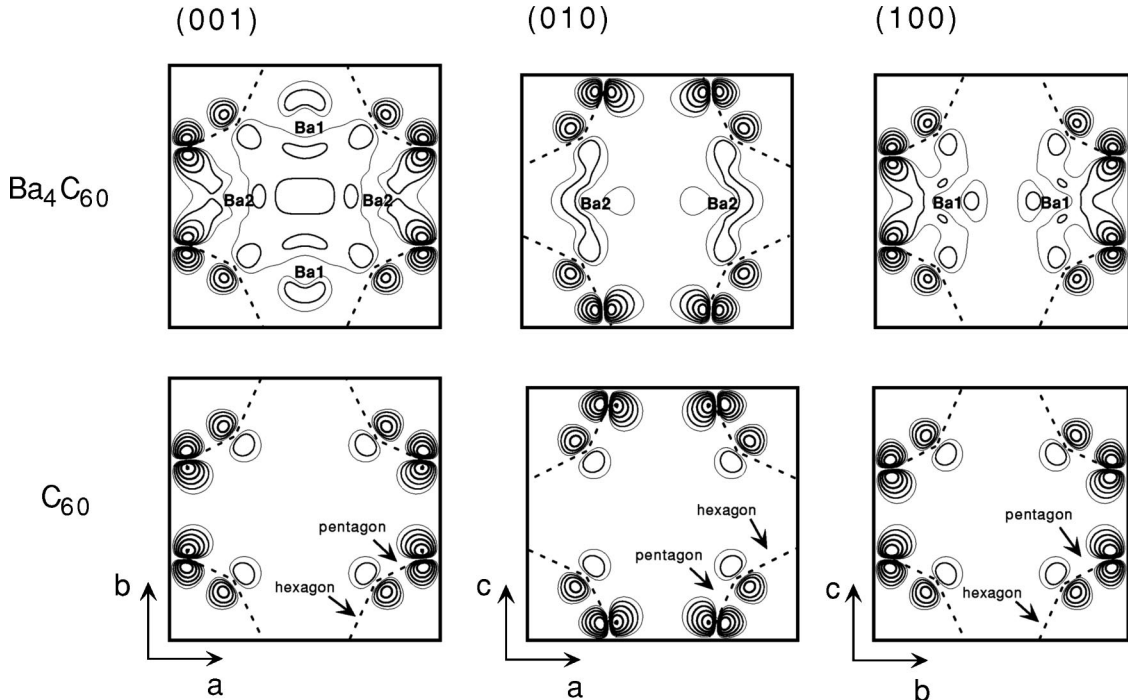 (001) (010) (100)
Ba4C60
Ba1
Ba2 Ba2
Ba1
Ba2 Ba2
Ba1 Ba1
C60
pentagon
hexagon
hexagon
pentagon
pentagon
hexagon
b
a
c
a
c
b